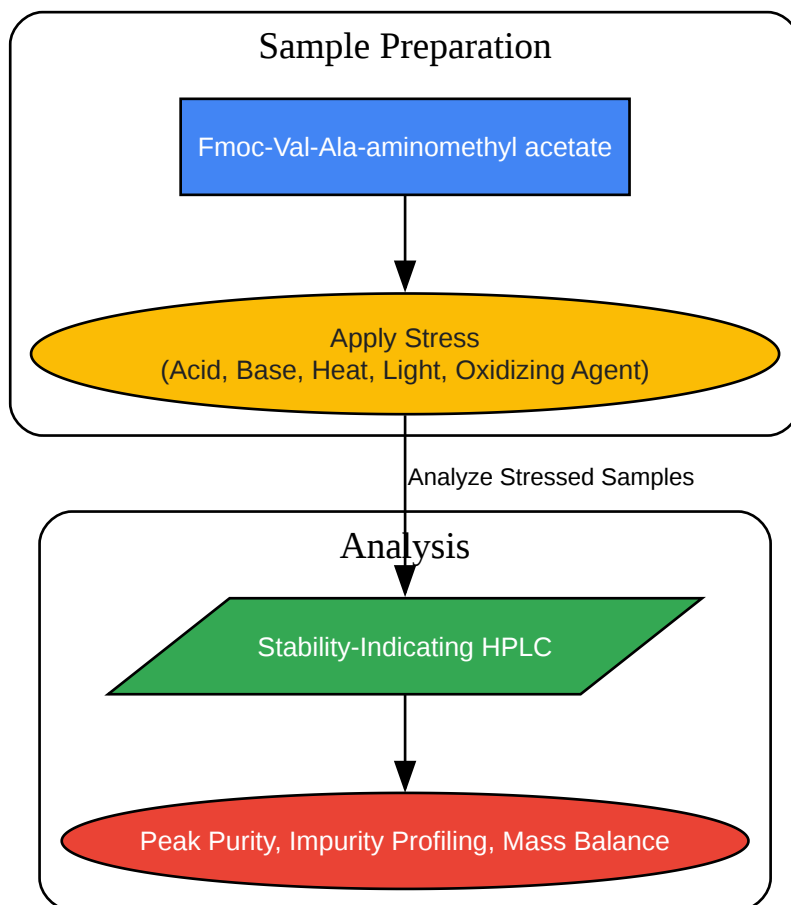 Sample Preparation
Fmoc-Val-Ala-aminomethyl acetate
Apply Stress
(Acid, Base, Heat, Light, Oxidizing Agent)
Analyze Stressed Samples
Analysis
Stability-Indicating HPLC
Peak Purity, Impurity Profiling, Mass Balance